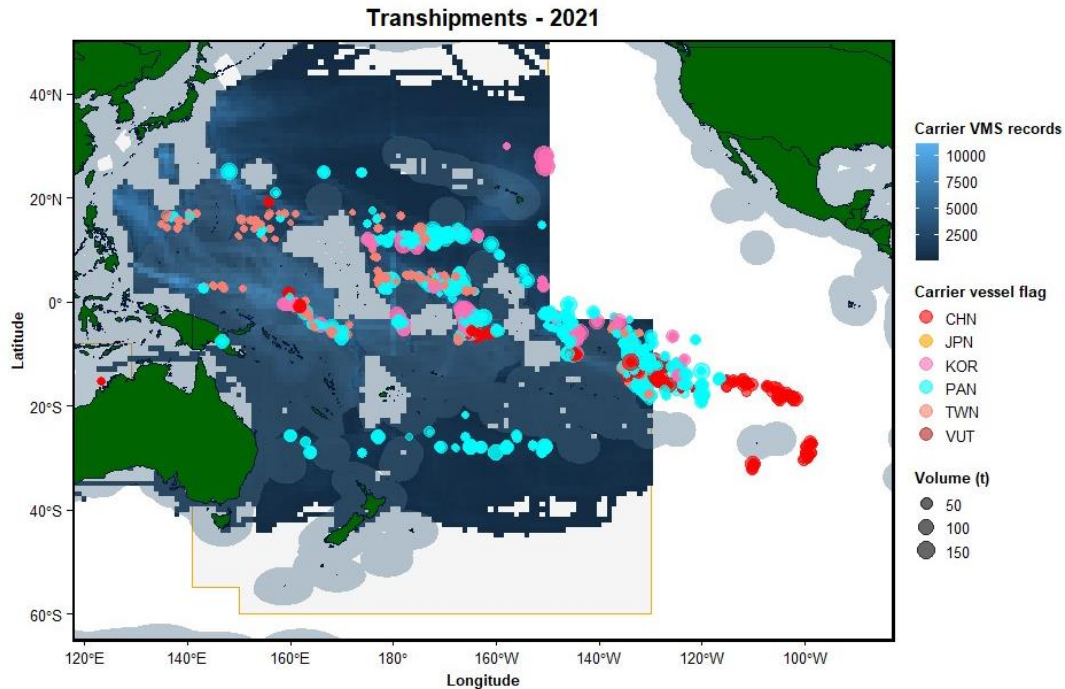 Transhipments - 2021
Latitude
40°N
20°N
0°
20°S
40°S
60°S
120°E
140°E
160°E
180°
160°W
140°W
120°W
100°W
Longitude
Carrier VMS records
10000
7500
5000
2500
Carrier vessel flag
CHN
JPN
KOR
PAN
TWN
VUT
Volume (t)
50
100
150